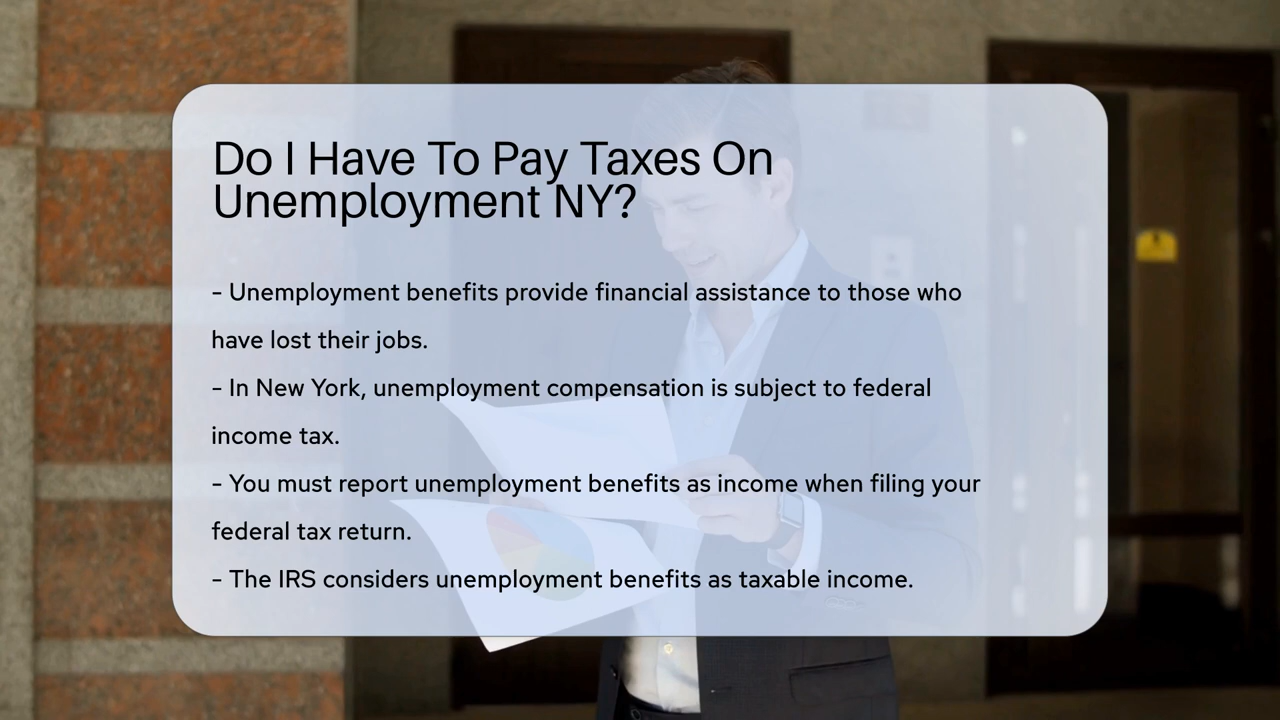 Do I Have To Pay Taxes On
Unemployment NY?
- Unemployment benefits provide financial assistance to those who
have lost their jobs.
- In New York, unemployment compensation is subject to federal
income tax.
- You must report unemployment benefits as income when filing your
federal tax return.
- The IRS considers unemployment benefits as taxable income.